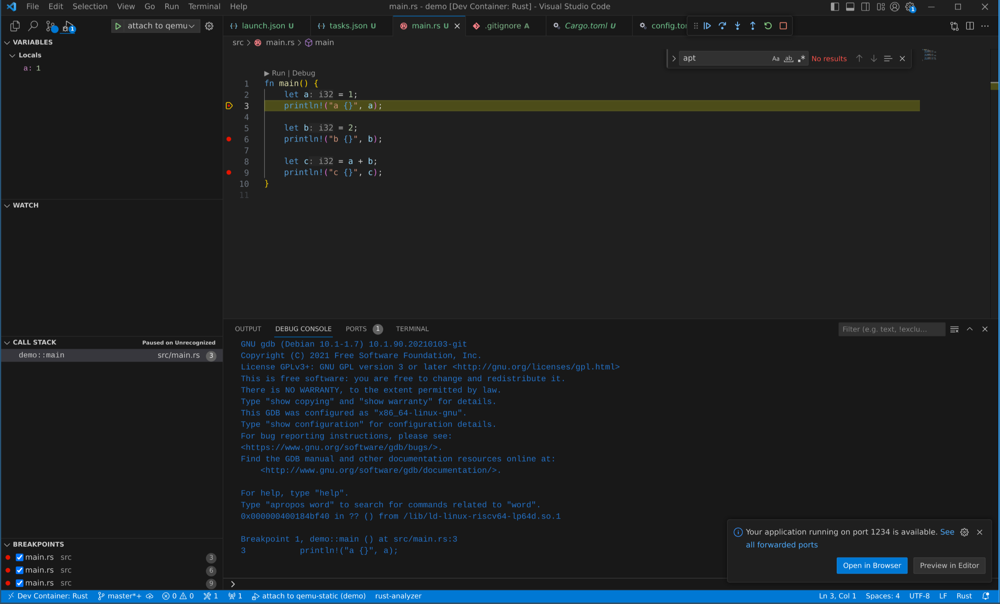 File Edit Selection View Go Run Terminal Help main.rs - demo [Dev Container: Rust] - Visual Studio Code 1
1 attach to qemu
launch.json U tasks.json U main.rs U .gitignore A Cargo.toml U config.tor
VARIABLES
Locals
a: 1
WATCH
CALL STACK Paused on Unrecognized
demo::main src/main.rs 3
BREAKPOINTS
main.rs src 3
main.rs src 6
main.rs src 9
src > main.rs > main
apt Aa ab .* No results
▶ Run | Debug
1 fn main() {
2 let a: i32 = 1;
3 println!("a {}", a);
4
5 let b: i32 = 2;
6 println!("b {}", b);
7
8 let c: i32 = a + b;
9 println!("c {}", c);
10 }
11
OUTPUT DEBUG CONSOLE PORTS 1 TERMINAL Filter (e.g. text, !exclu...
GNU gdb (Debian 10.1-1.7) 10.1.90.20210103-git
Copyright (C) 2021 Free Software Foundation, Inc.
License GPLv3+: GNU GPL version 3 or later <http://gnu.org/licenses/gpl.html>
This is free software: you are free to change and redistribute it.
There is NO WARRANTY, to the extent permitted by law.
Type "show copying" and "show warranty" for details.
This GDB was configured as "x86_64-linux-gnu".
Type "show configuration" for configuration details.
For bug reporting instructions, please see:
<https://www.gnu.org/software/gdb/bugs/>.
Find the GDB manual and other documentation resources online at:
<http://www.gnu.org/software/gdb/documentation/>.
For help, type "help".
Type "apropos word" to search for commands related to "word".
0x000000400184bf40 in ?? () from /lib/ld-linux-riscv64-lp64d.so.1
Breakpoint 1, demo::main () at src/main.rs:3
3 println!("a {}", a);
>
Your application running on port 1234 is available. See
all forwarded ports
Open in Browser Preview in Editor
Dev Container: Rust master*+ 0 0 1 1 attach to qemu-static (demo) rust-analyzer Ln 3, Col 1 Spaces: 4 UTF-8 LF Rust